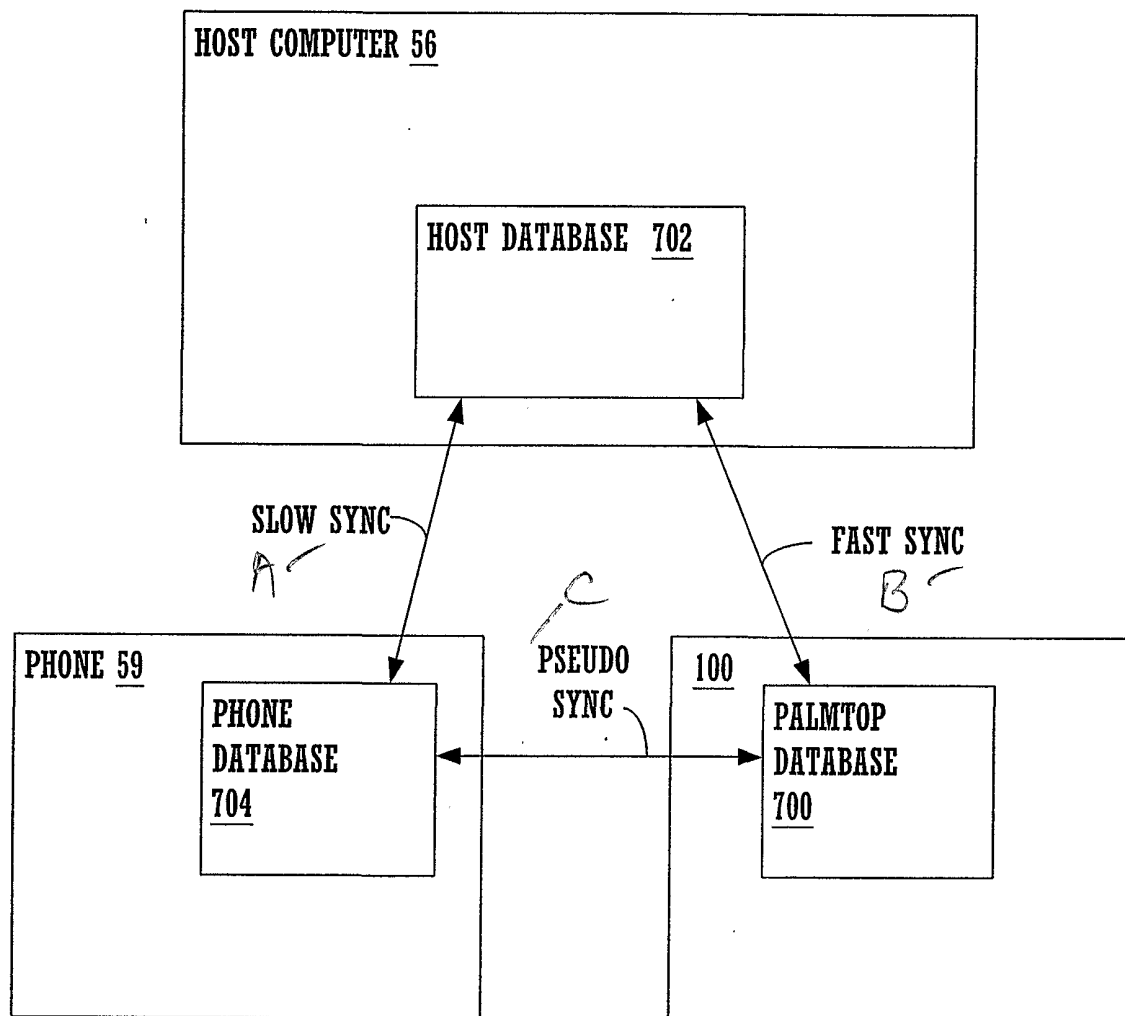 HOST COMPUTER 56
HOST DATABASE 702
SLOW SYNC
A
FAST SYNC
B
C
PSEUDO
SYNC
PHONE 59
PHONE
DATABASE
704
100
PALMTOP
DATABASE
700